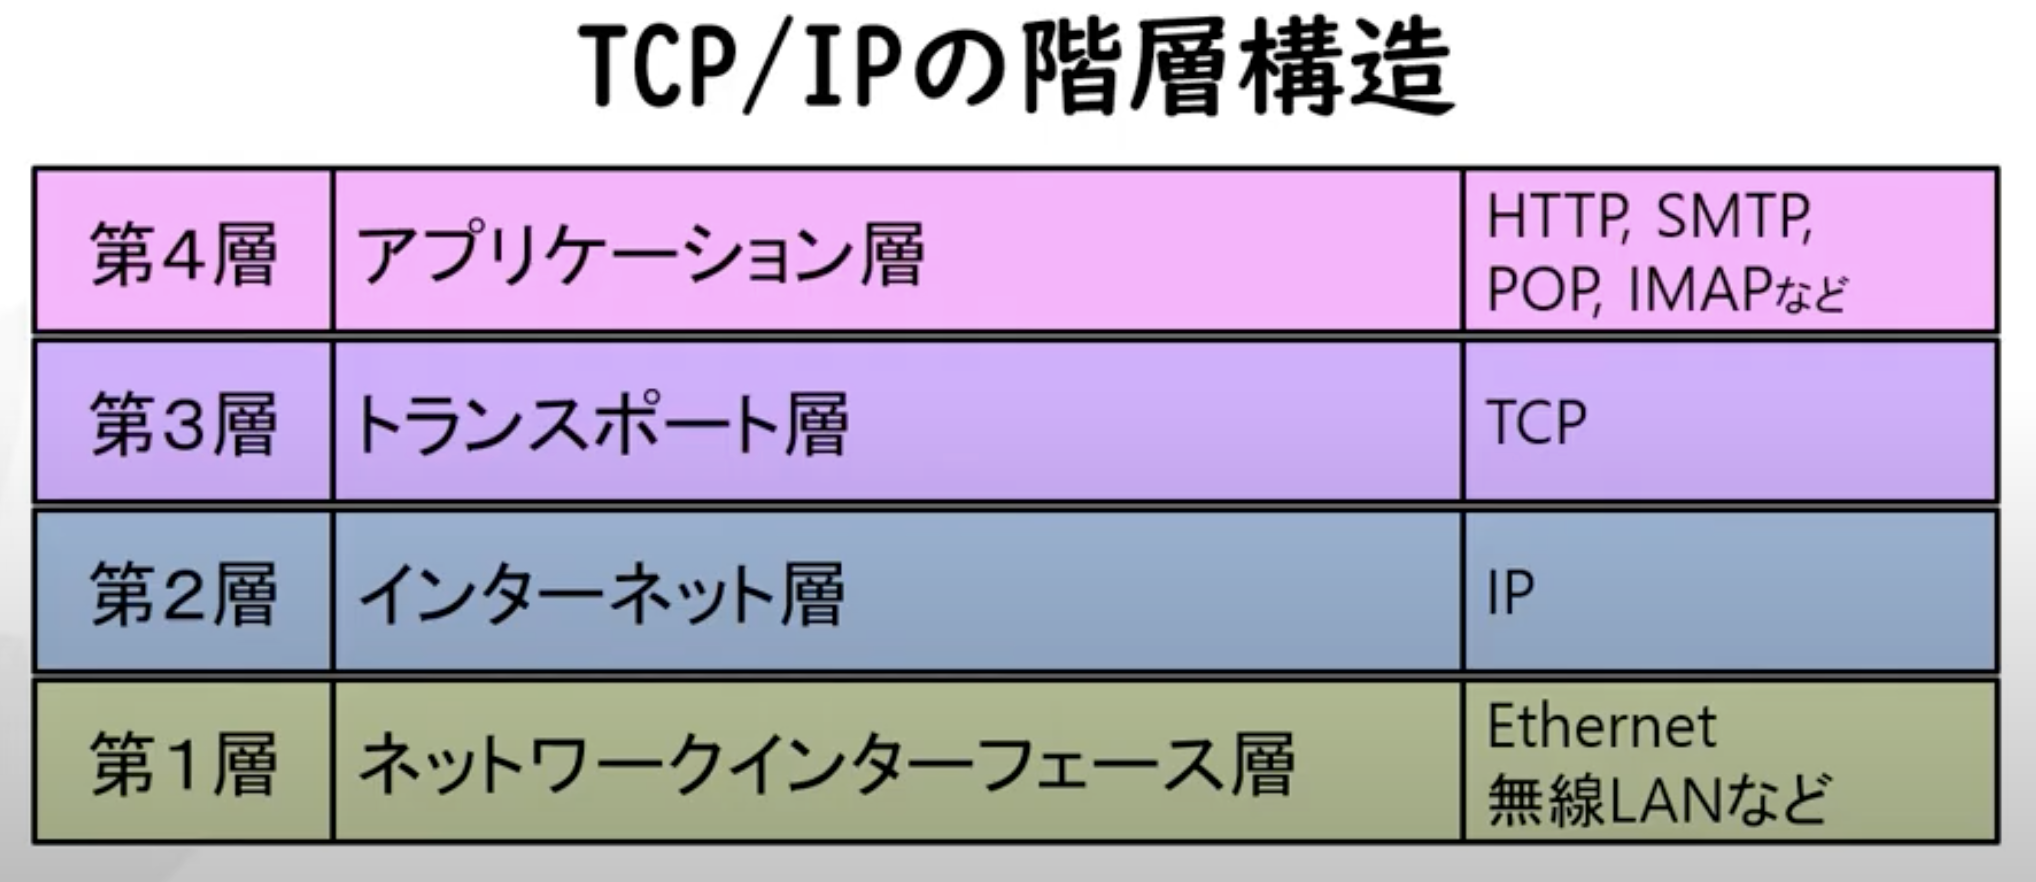 TCP/IPの階層構造
第4層 アプリケーション層 HTTP, SMTP,
POP, IMAPなど
第3層 トランスポート層 TCP
第2層 インターネット層 IP
第1層 ネットワークインターフェース層 Ethernet
無線LANなど